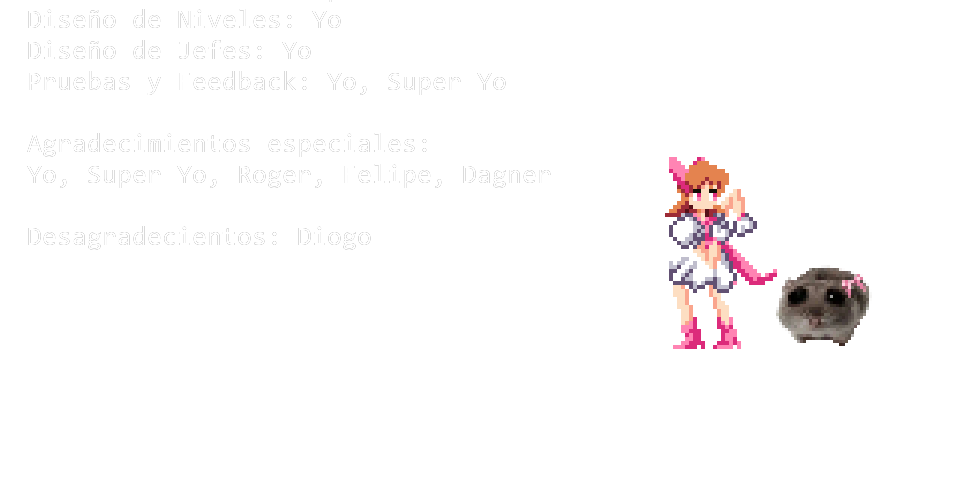 Diseño de Niveles: Yo
Diseño de Jefes: Yo
Pruebas y Feedback: Yo, Super Yo
Agradecimientos especiales:
Yo, Super Yo, Roger, Felipe, Dagner
Desagradecientos: Diogo